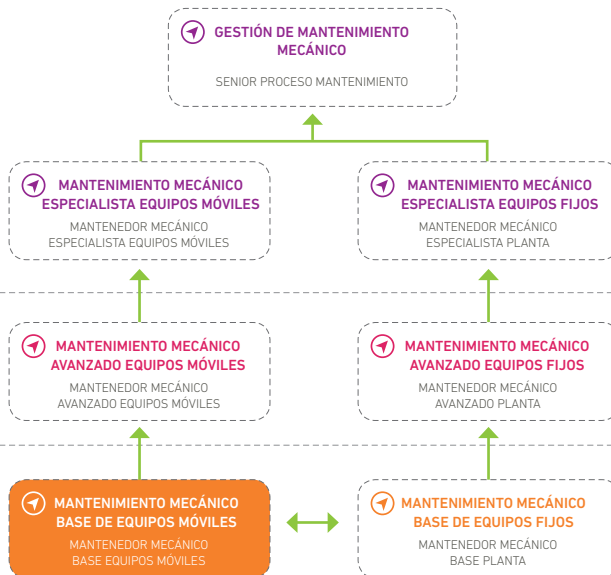 GESTIÓN DE MANTENIMIENTO
MECÁNICO
SENIOR PROCESO MANTENIMIENTO
MANTENIMIENTO MECÁNICO
ESPECIALISTA EQUIPOS MÓVILES
MANTENEDOR MECÁNICO
ESPECIALISTA EQUIPOS MÓVILES
MANTENIMIENTO MECÁNICO
ESPECIALISTA EQUIPOS FIJOS
MANTENEDOR MECÁNICO
ESPECIALISTA PLANTA
MANTENIMIENTO MECÁNICO
AVANZADO EQUIPOS MÓVILES
MANTENEDOR MECÁNICO
AVANZADO EQUIPOS MÓVILES
MANTENIMIENTO MECÁNICO
AVANZADO EQUIPOS FIJOS
MANTENEDOR MECÁNICO
AVANZADO PLANTA
MANTENIMIENTO MECÁNICO
BASE DE EQUIPOS MÓVILES
MANTENEDOR MECÁNICO
BASE EQUIPOS MÓVILES
MANTENIMIENTO MECÁNICO
BASE DE EQUIPOS FIJOS
MANTENEDOR MECÁNICO
BASE PLANTA